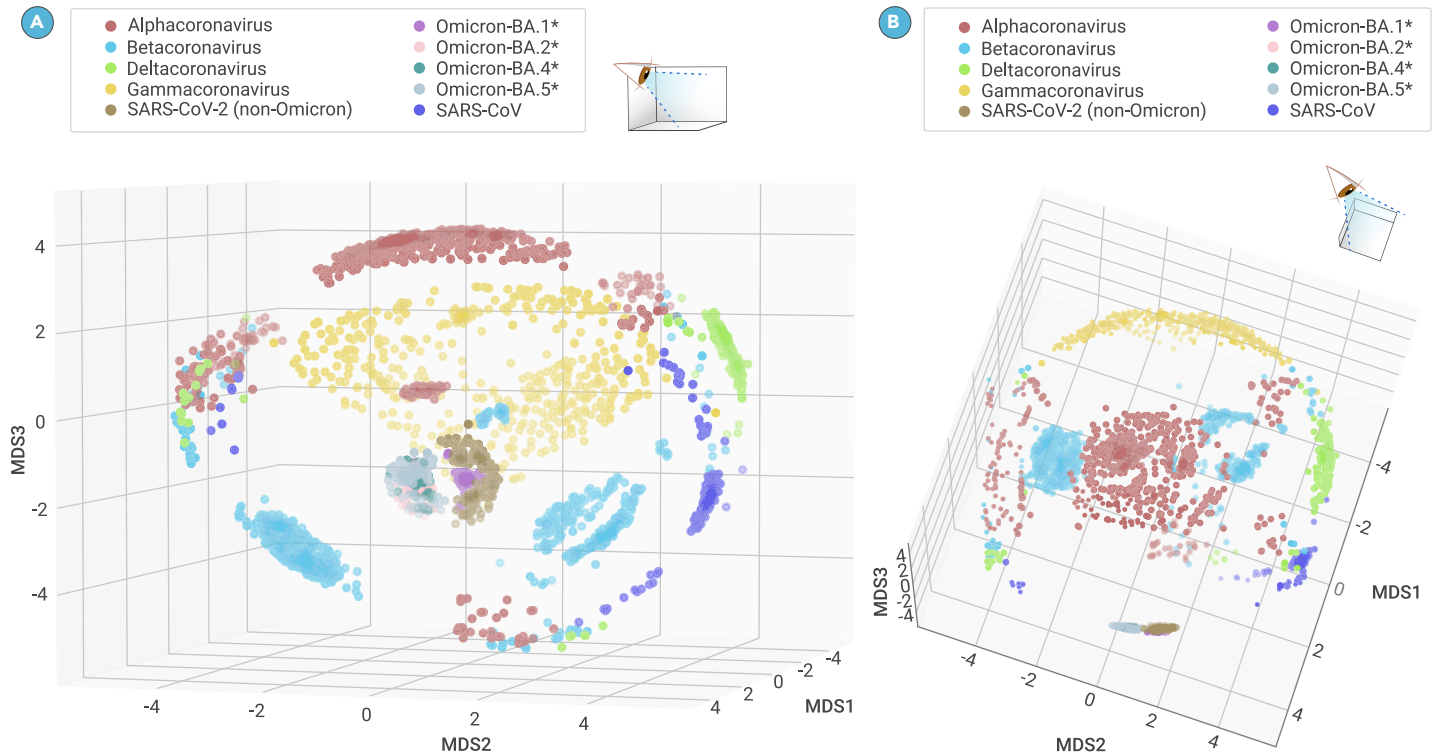 A
Alphacoronavirus
Betacoronavirus
Deltacoronavirus
Gammacoronavirus
SARS-CoV-2 (non-Omicron)
Omicron-BA.1*
Omicron-BA.2*
Omicron-BA.4*
Omicron-BA.5*
SARS-CoV
4
2
0
-2
-4
MDS3
-4
-2
0
2
4
MDS2
4
2
0
-2
-4
MDS1
B
Alphacoronavirus
Betacoronavirus
Deltacoronavirus
Gammacoronavirus
SARS-CoV-2 (non-Omicron)
Omicron-BA.1*
Omicron-BA.2*
Omicron-BA.4*
Omicron-BA.5*
SARS-CoV
4
2
0
-2
-4
MDS3
-4
-2
0
2
4
MDS2
-4
-2
0
2
4
MDS1